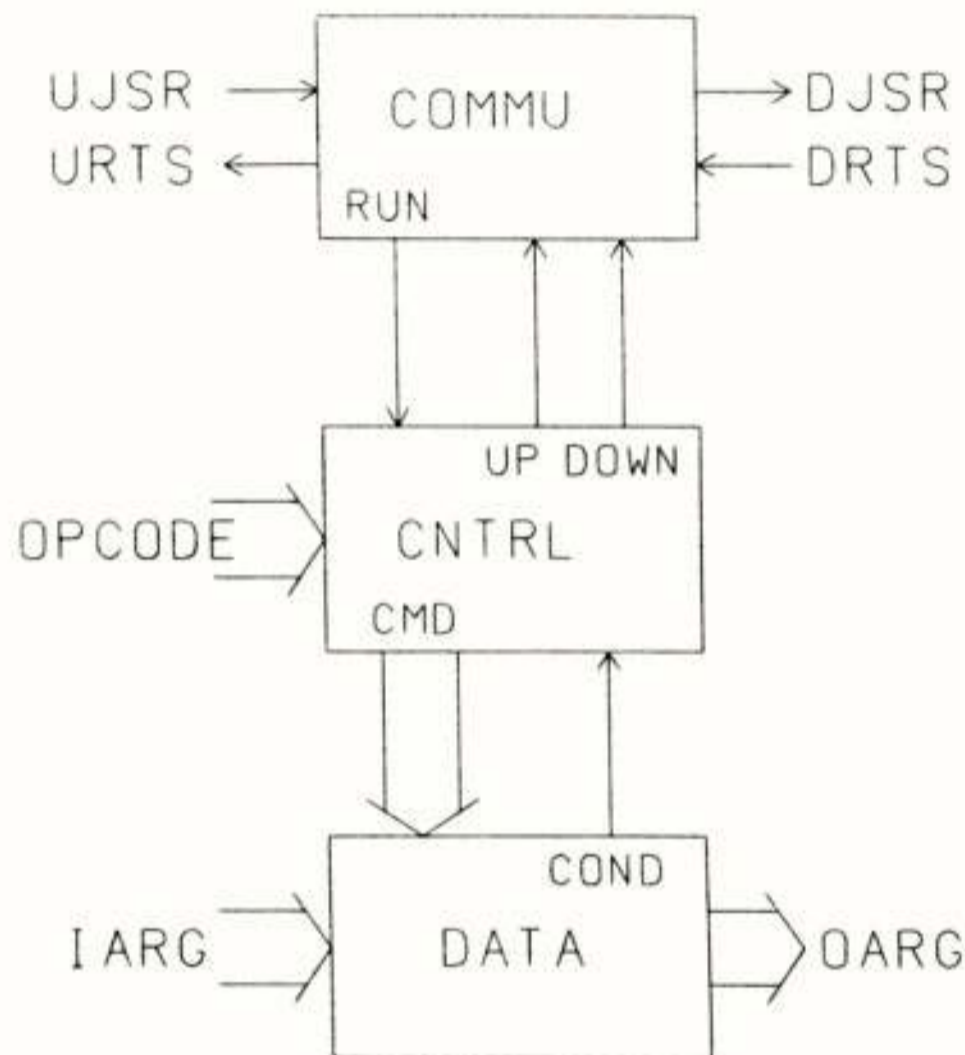 UJSR
DJSR
COMMU
URTS
DRTS
RUN
UP DOWN
OPCODE
CNTRL
CMD
COND
IARG
DATA
OARG